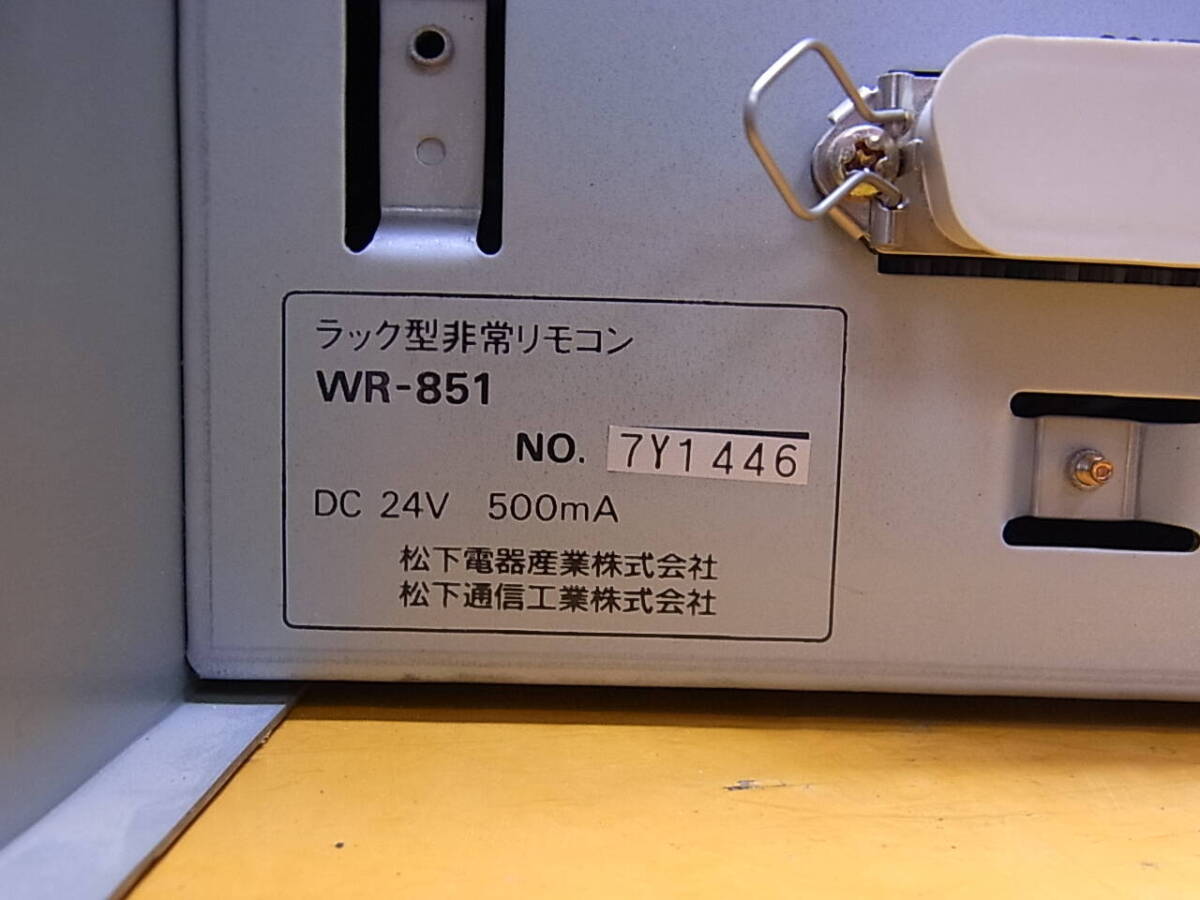 ラック型非常リモコン
WR-851
NO. 7Y1446
DC 24V 500mA
松下電器産業株式会社
松下通信工業株式会社